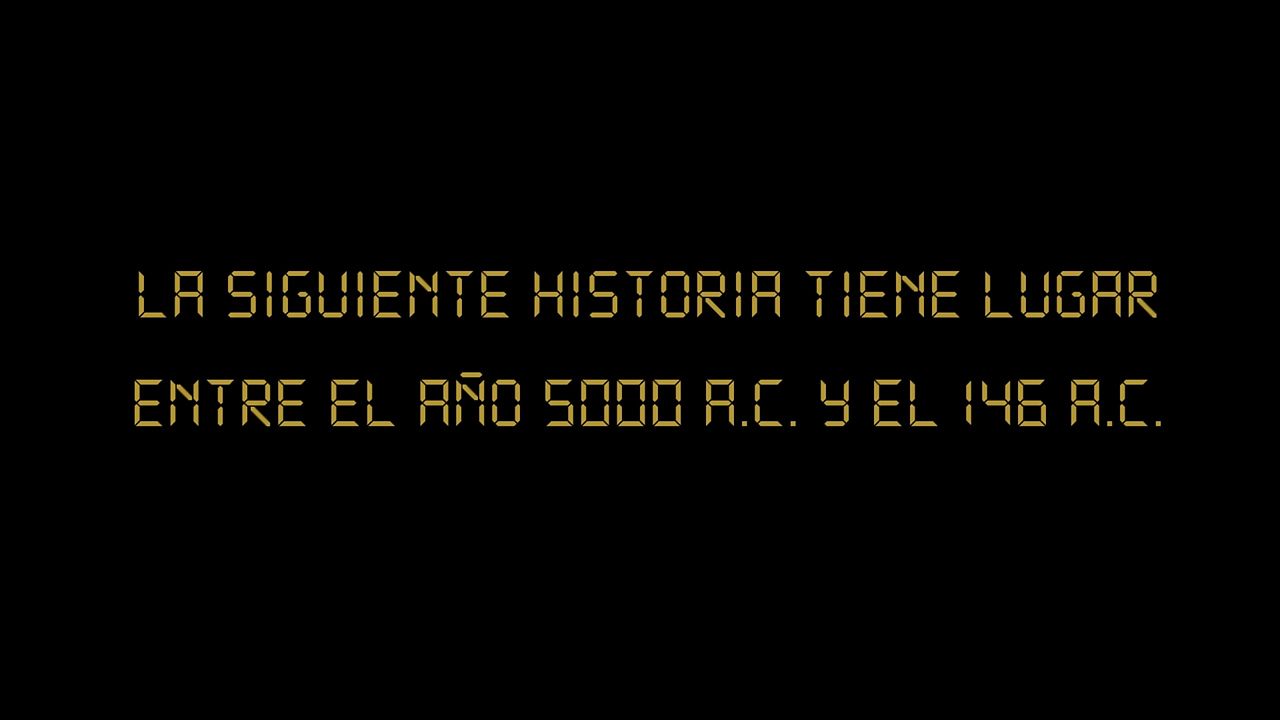 LA SIGUIENTE HISTORIA TIENE LUGAR
ENTRE EL AÑO 5000 A.C. Y EL 146 A.C.